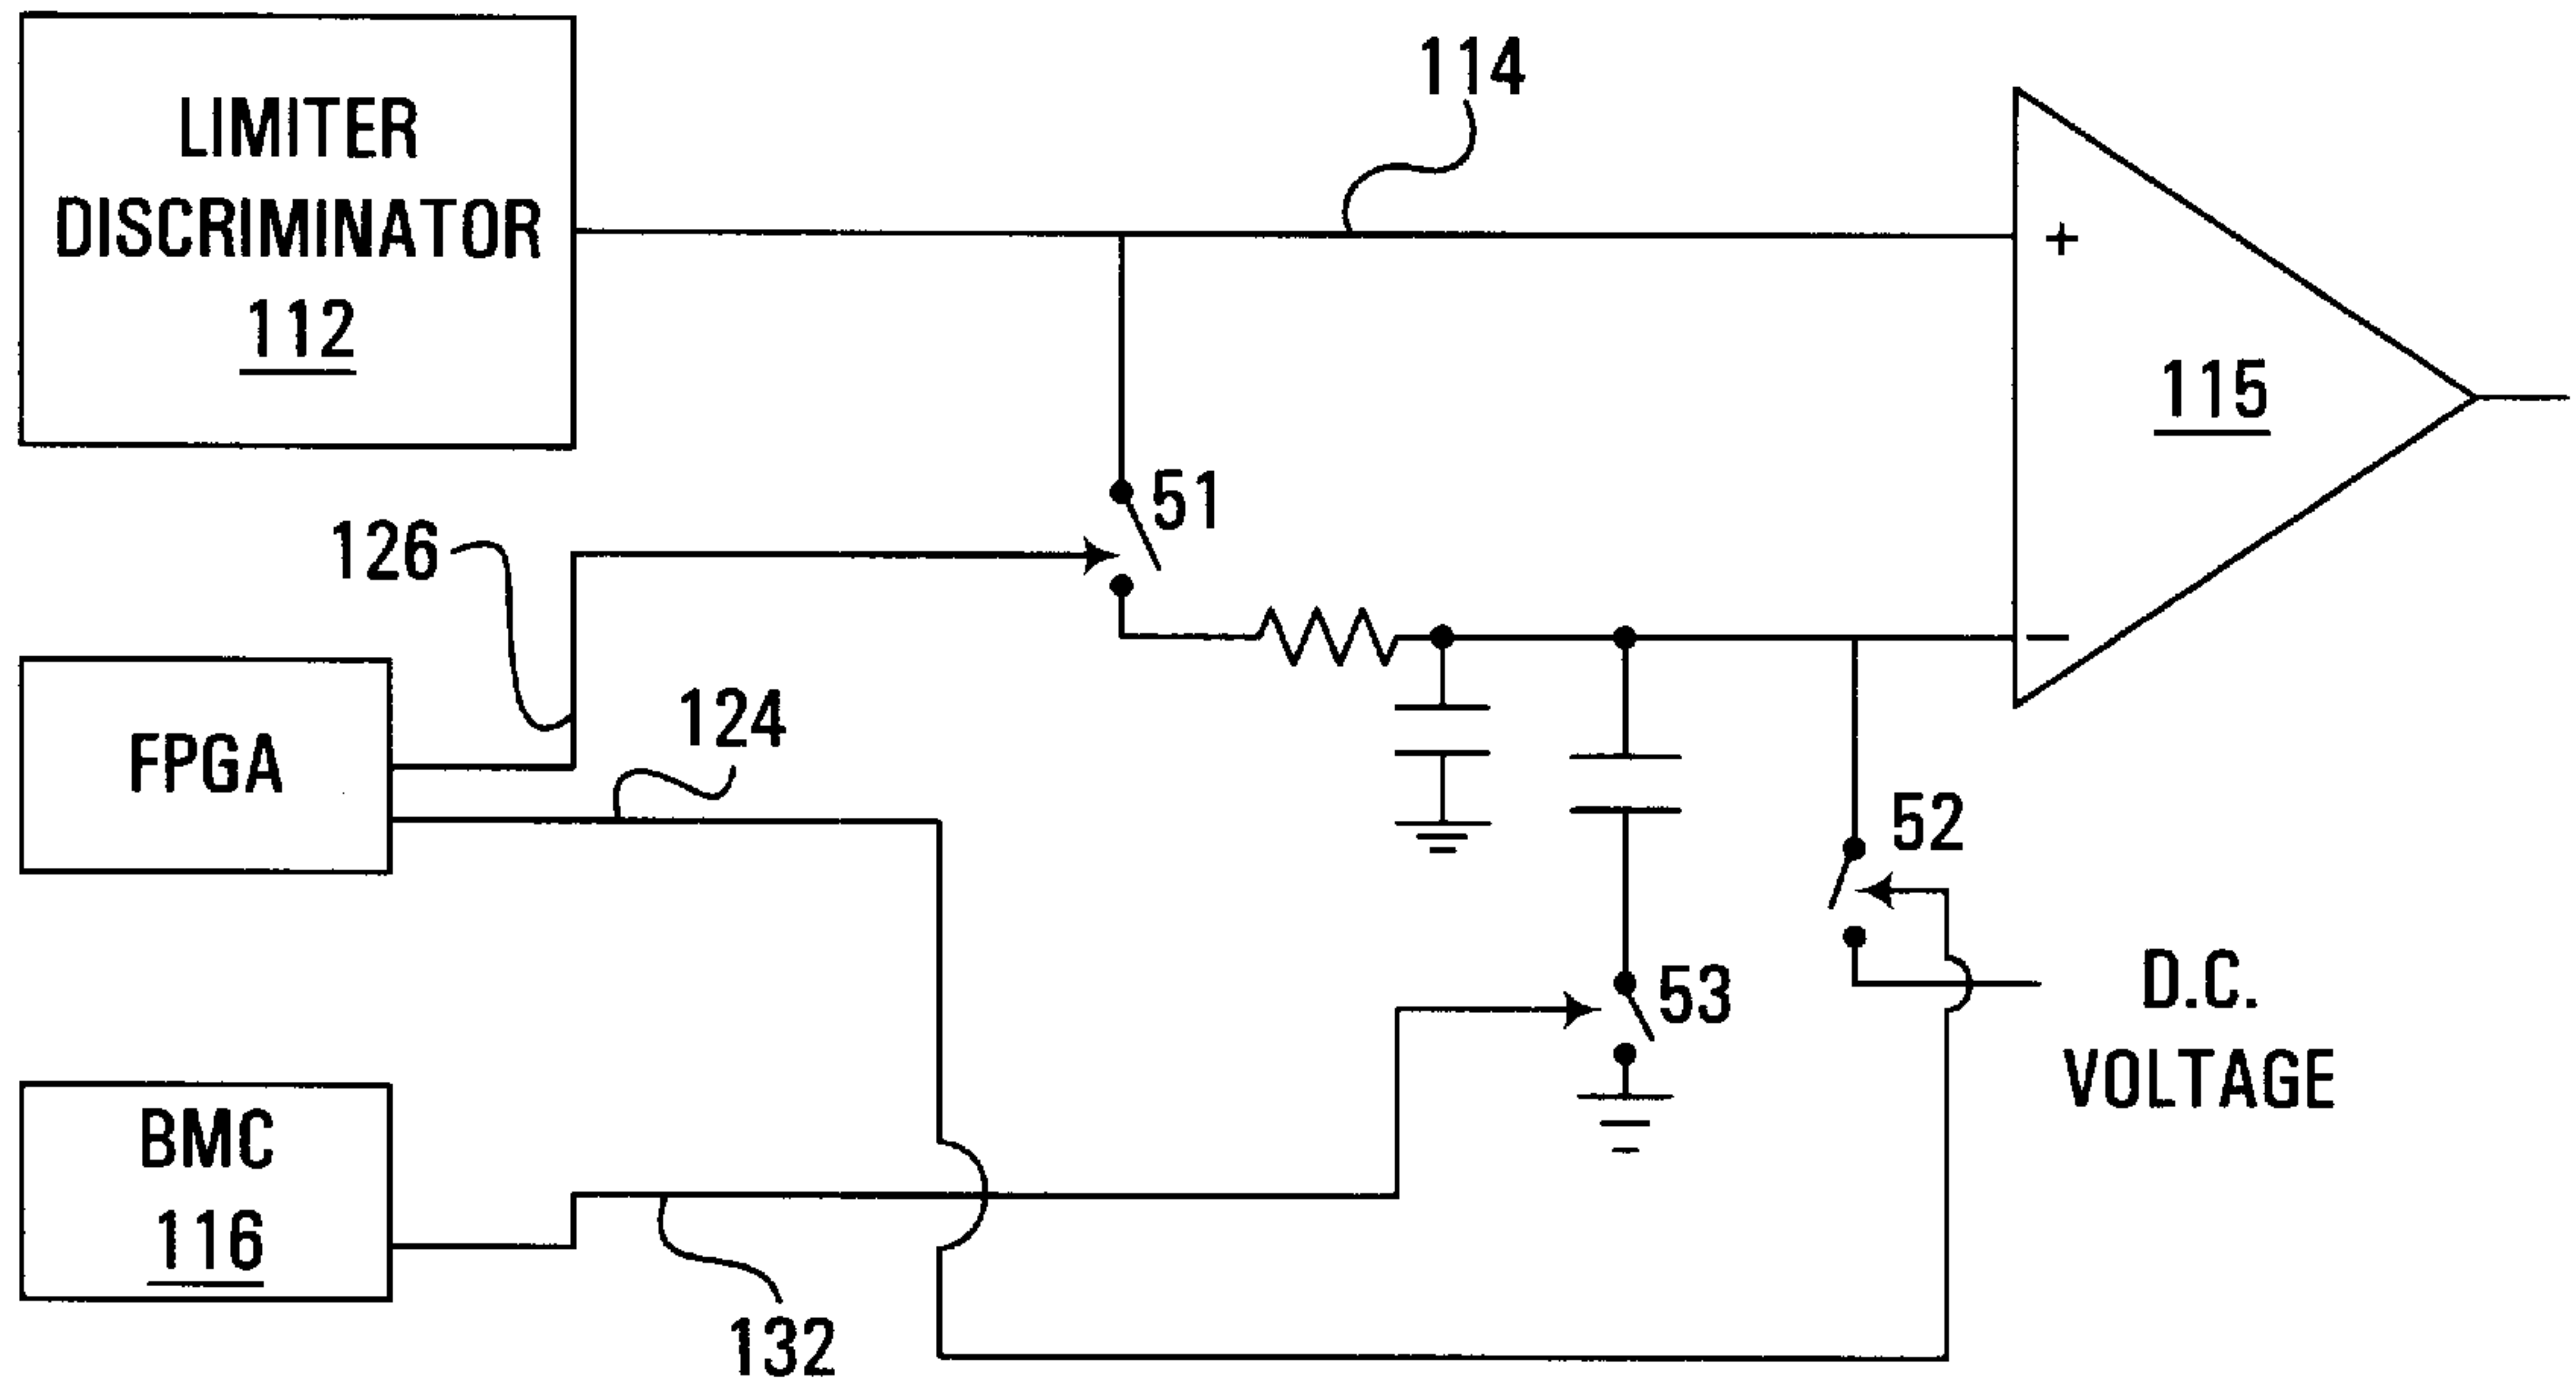 LIMITER
DISCRIMINATOR
112
114
+
115
51
126
−
124
FPGA
52
53
D.C.
VOLTAGE
BMC
116
132